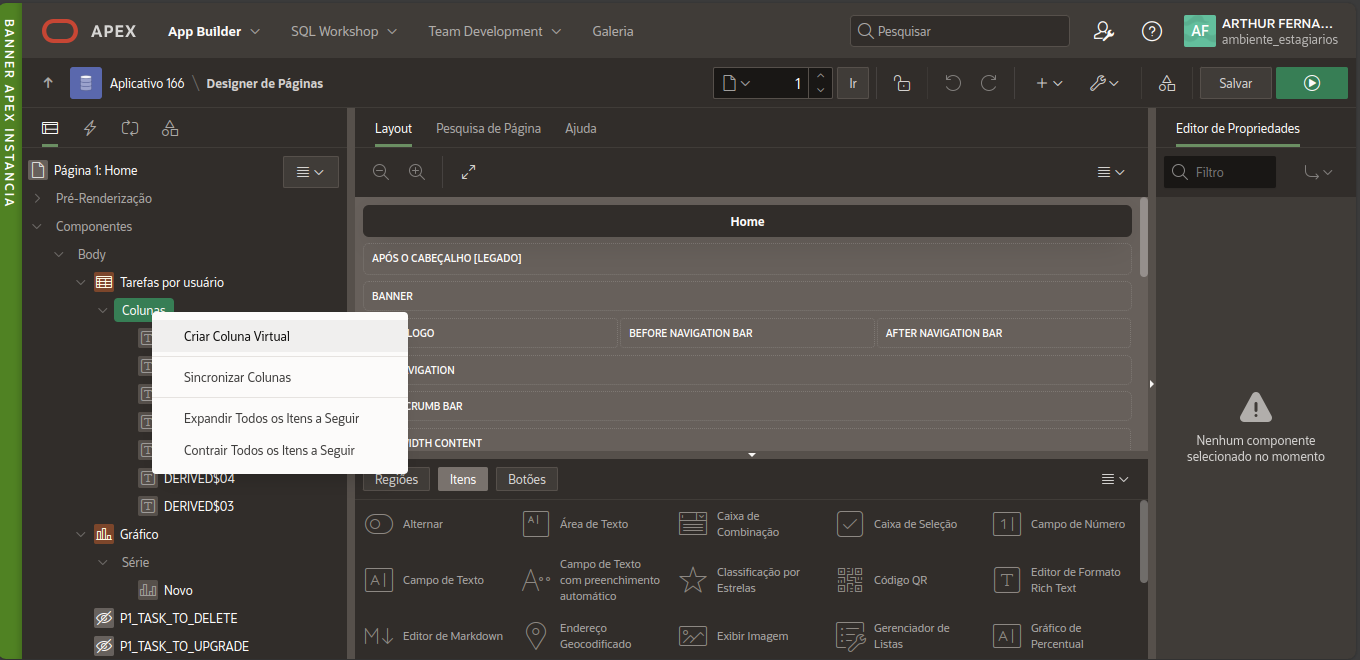 BANNER APEX INSTANCIA
APEX
App Builder
SQL Workshop
Team Development
Galeria
Pesquisar
AF
ARTHUR FERNA...
ambiente_estagiarios
Aplicativo 166 \ Designer de Páginas
1
Ir
Salvar
Layout
Pesquisa de Página
Ajuda
Editor de Propriedades
Página 1: Home
Filtro
Pré-Renderização
Componentes
Body
Tarefas por usuário
Colunas
Criar Coluna Virtual
Sincronizar Colunas
Expandir Todos os Itens a Seguir
Contrair Todos os Itens a Seguir
DERIVED$04
DERIVED$03
Gráfico
Série
Novo
P1_TASK_TO_DELETE
P1_TASK_TO_UPGRADE
Home
APÓS O CABEÇALHO [LEGADO]
BANNER
LOGO
BEFORE NAVIGATION BAR
AFTER NAVIGATION BAR
VIGATION
CRUMB BAR
WIDTH CONTENT
Regiões
Itens
Botões
Alternar
Área de Texto
Caixa de
Combinação
Caixa de Seleção
Campo de Número
Campo de Texto
Campo de Texto
com preenchimento
automático
Classificação por
Estrelas
Código QR
Editor de Formato
Rich Text
Editor de Markdown
Endereço
Geocodificado
Exibir Imagem
Gerenciador de
Listas
Gráfico de
Percentual
Nenhum componente
selecionado no momento